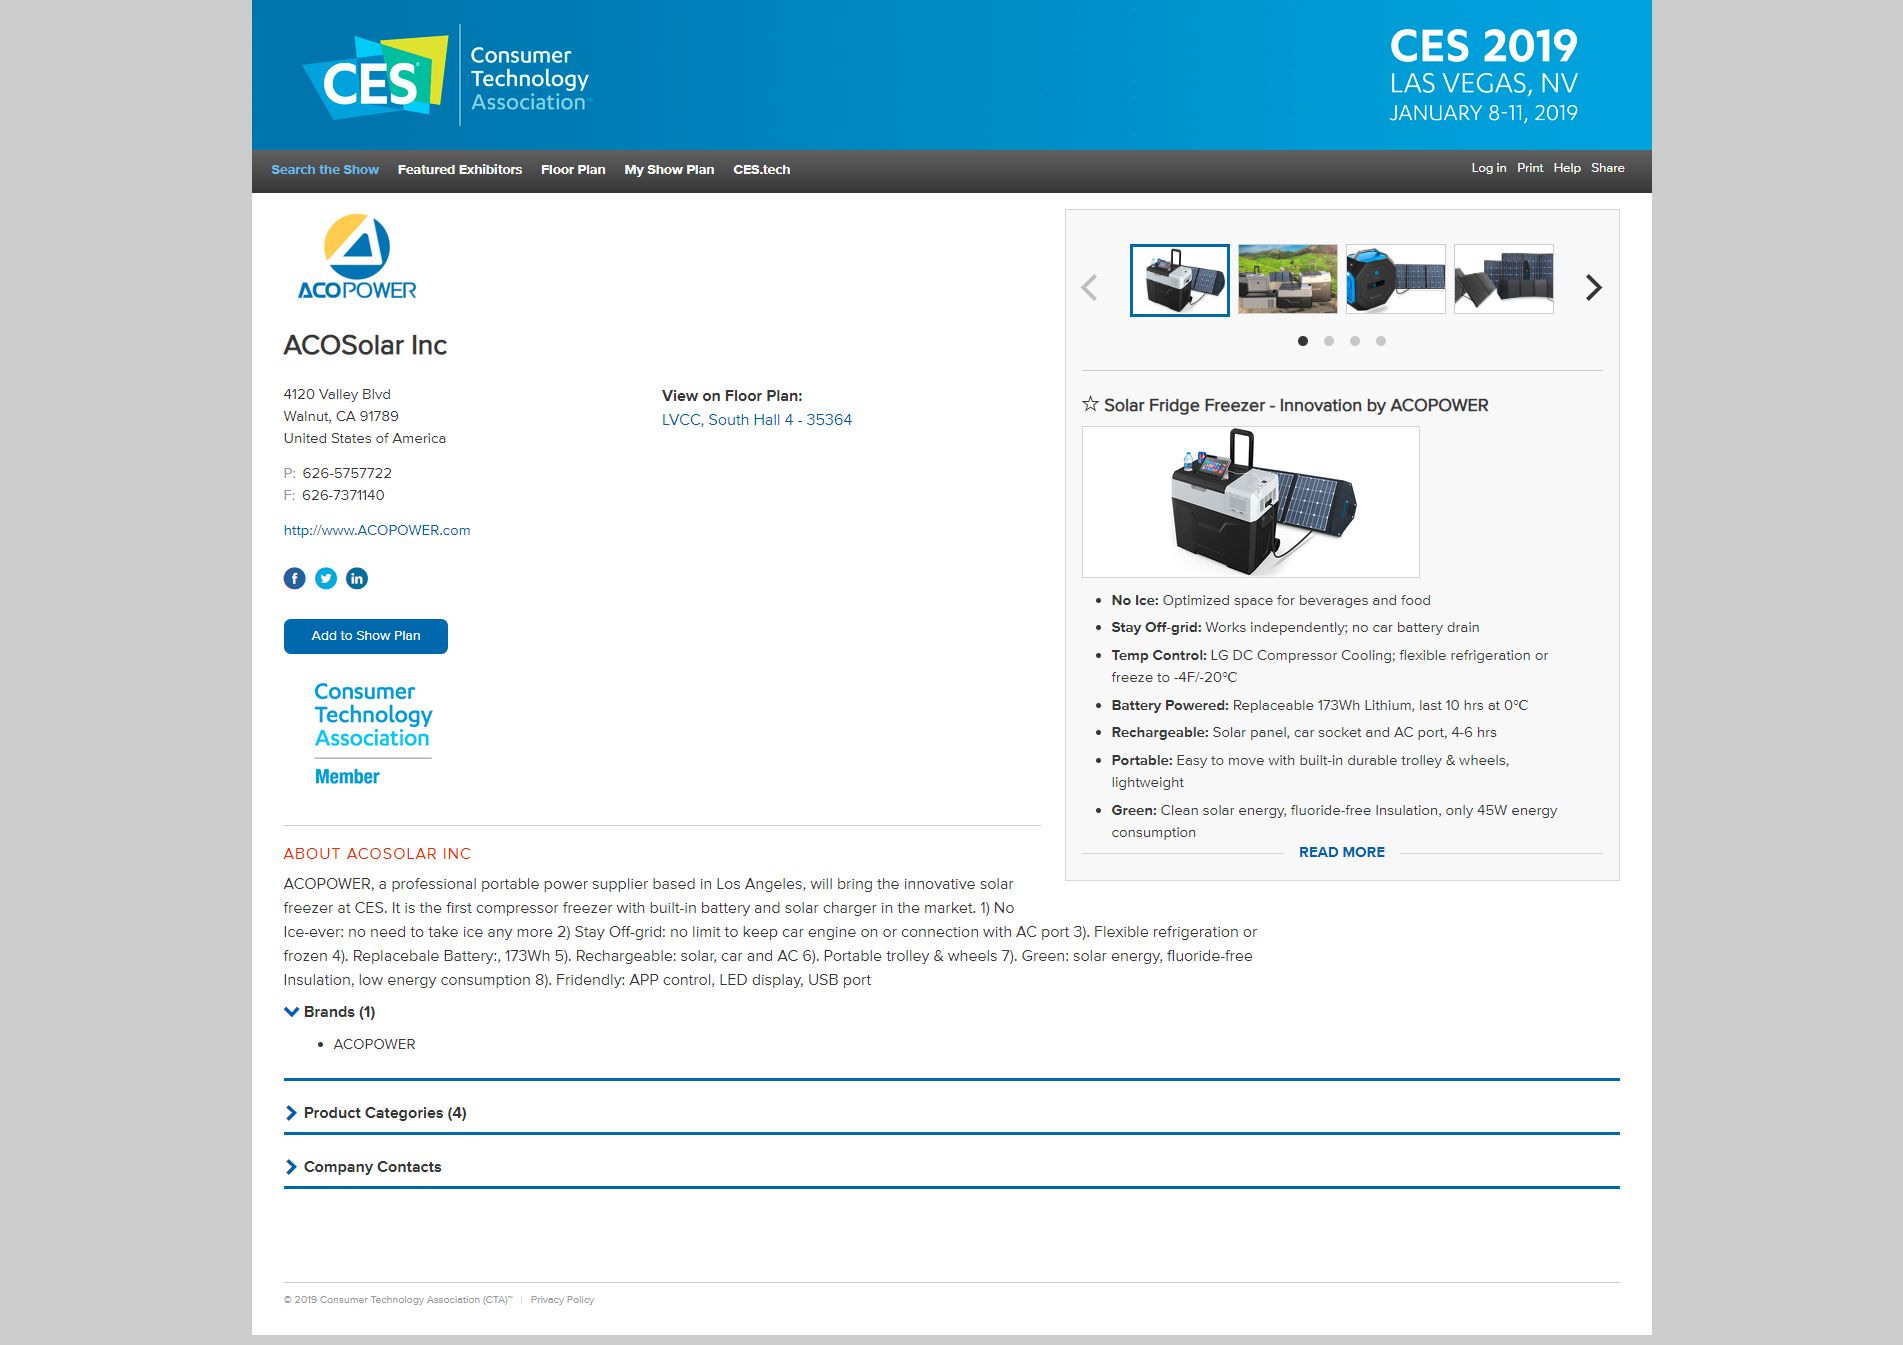 CES
Consumer
Technology
Association
CES 2019
LAS VEGAS, NV
JANUARY 8-11, 2019
Search the Show Featured Exhibitors Floor Plan My Show Plan CES.tech
Log in Print Help Share
ACOPOWER
ACOSolar Inc
4120 Valley Blvd
Walnut, CA 91789
United States of America
P: 626-5757722
F: 626-7371140
http://www.ACOPOWER.com
View on Floor Plan:
LVCC, South Hall 4 - 35364
Add to Show Plan
Consumer
Technology
Association
Member
☆ Solar Fridge Freezer - Innovation by ACOPOWER
• No Ice: Optimized space for beverages and food
• Stay Off-grid: Works independently; no car battery drain
• Temp Control: LG DC Compressor Cooling; flexible refrigeration or
freeze to -4F/-20°C
• Battery Powered: Replaceable 173Wh Lithium, last 10 hrs at 0°C
• Rechargeable: Solar panel, car socket and AC port, 4-6 hrs
• Portable: Easy to move with built-in durable trolley & wheels,
lightweight
• Green: Clean solar energy, fluoride-free Insulation, only 45W energy
consumption
READ MORE
ABOUT ACOSOLAR INC
ACOPOWER, a professional portable power supplier based in Los Angeles, will bring the innovative solar
freezer at CES. It is the first compressor freezer with built-in battery and solar charger in the market. 1) No
Ice-ever: no need to take ice any more 2) Stay Off-grid: no limit to keep car engine on or connection with AC port 3). Flexible refrigeration or
frozen 4). Replacebale Battery:, 173Wh 5). Rechargeable: solar, car and AC 6). Portable trolley & wheels 7). Green: solar energy, fluoride-free
Insulation, low energy consumption 8). Fridendly: APP control, LED display, USB port
Brands (1)
• ACOPOWER
Product Categories (4)
Company Contacts
© 2019 Consumer Technology Association (CTA)™ | Privacy Policy